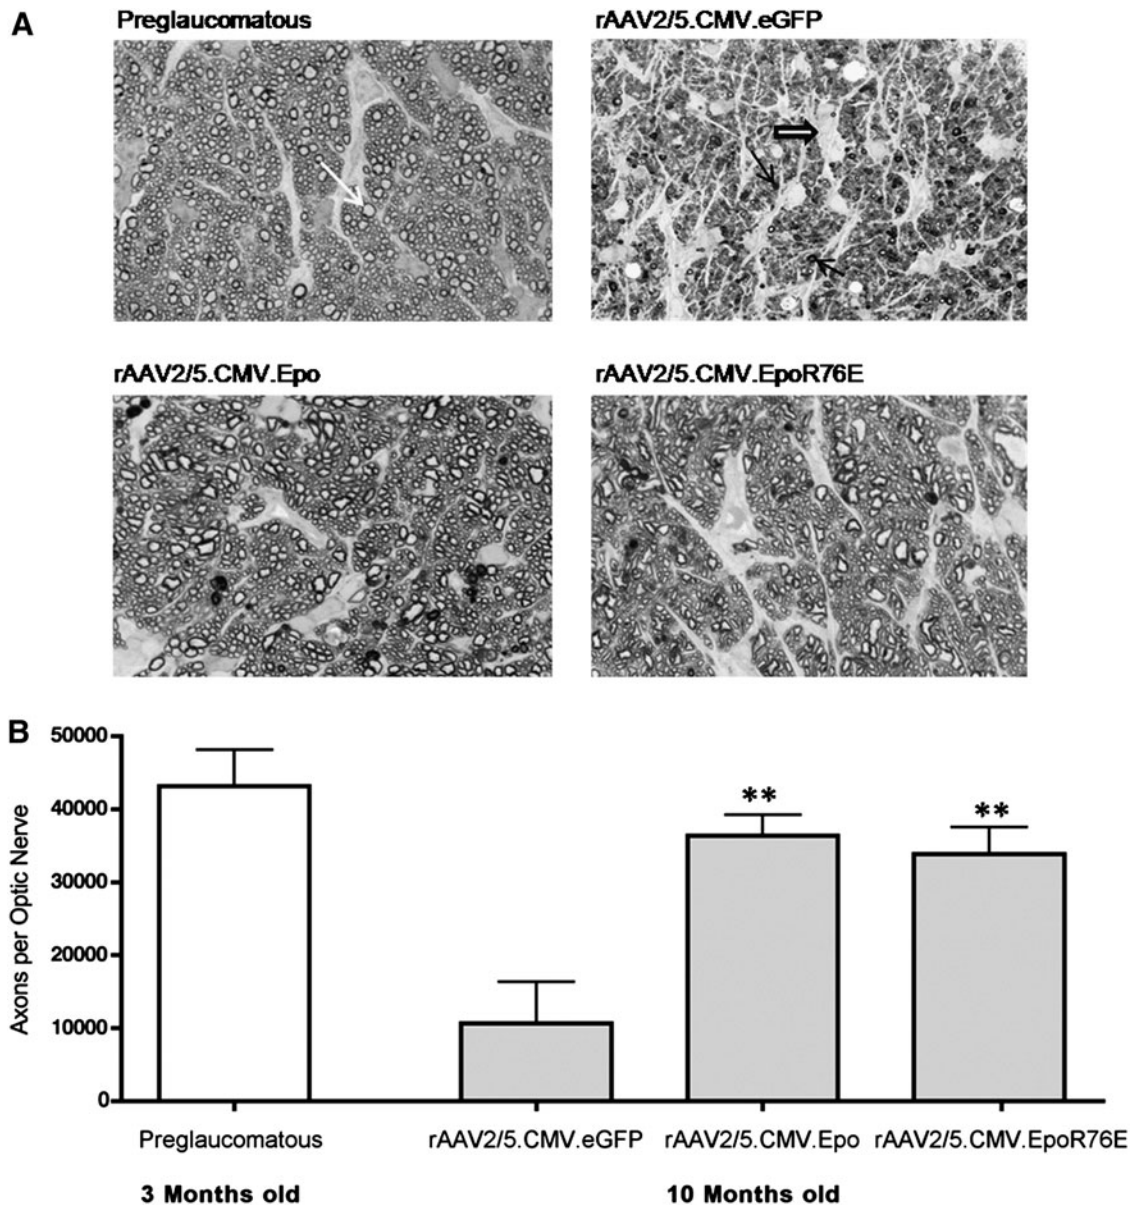 A
Preglaucomatous
rAAV2/5.CMV.eGFP
rAAV2/5.CMV.Epo
rAAV2/5.CMV.EpoR76E
B
50000
40000
30000
20000
10000
0
Axons per Optic Nerve
**
**
Preglaucomatous
rAAV2/5.CMV.eGFP
rAAV2/5.CMV.Epo
rAAV2/5.CMV.EpoR76E
3 Months old
10 Months old